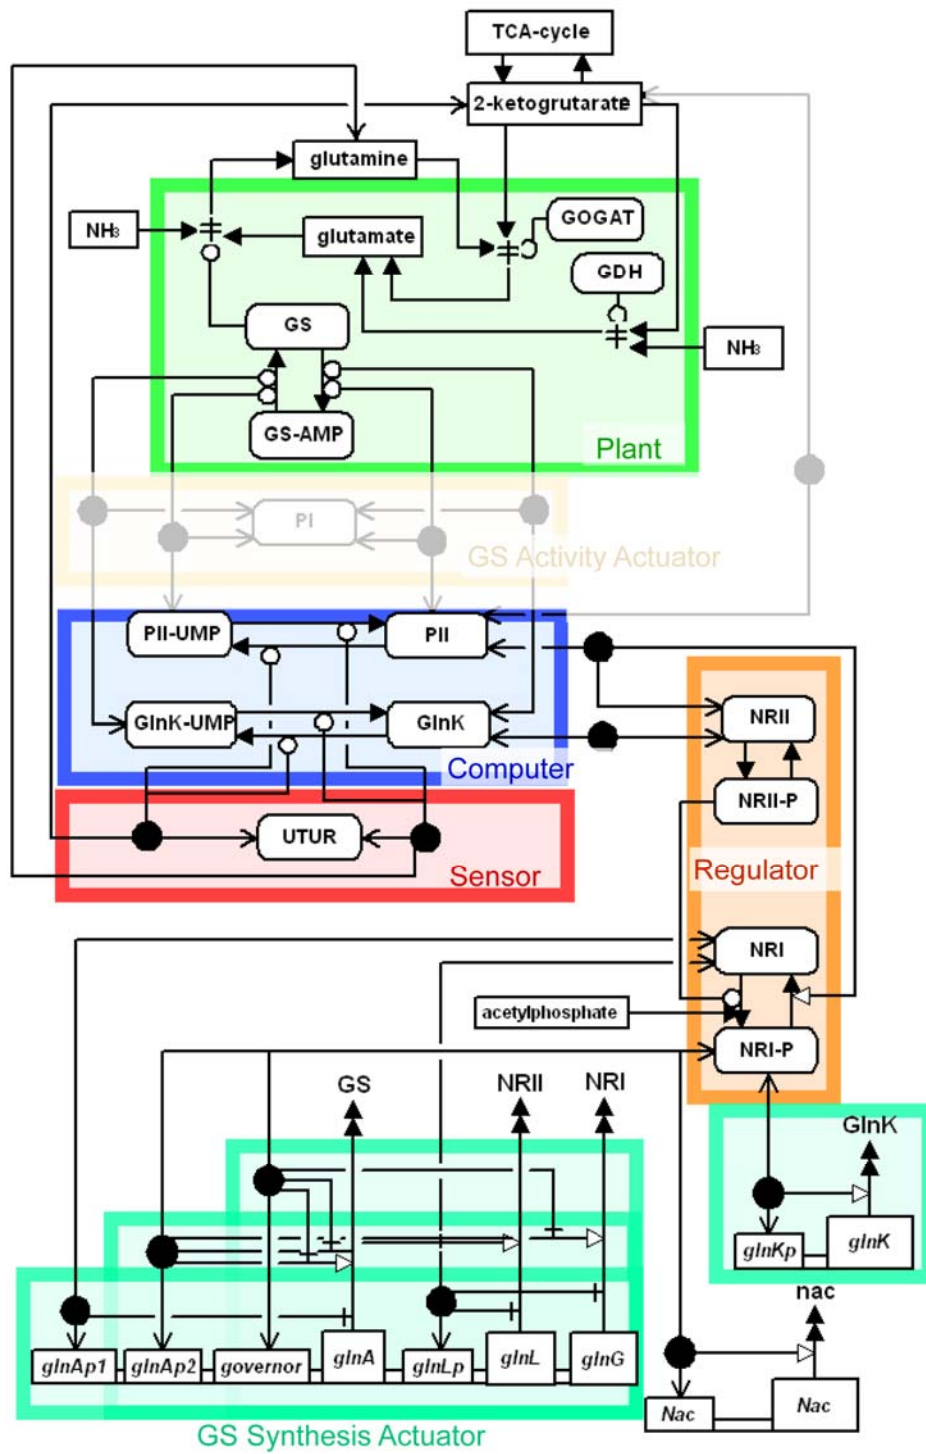 TCA-cycle
2-ketogrutarate
glutamine
NH₃
glutamate
GOGAT
GDH
GS
NH₃
GS-AMP
Plant
PI
GS Activity Actuator
PII-UMP
PII
GlnK-UMP
GlnK
NRII
Computer
NRII-P
UTUR
Sensor
Regulator
NRI
acetylphosphate
NRI-P
GS
NRII
NRI
GlnK
glnKp
glnK
nac
glnAp1
glnAp2
governor
glnA
glnLp
glnL
glnG
Nac
Nac
GS Synthesis Actuator